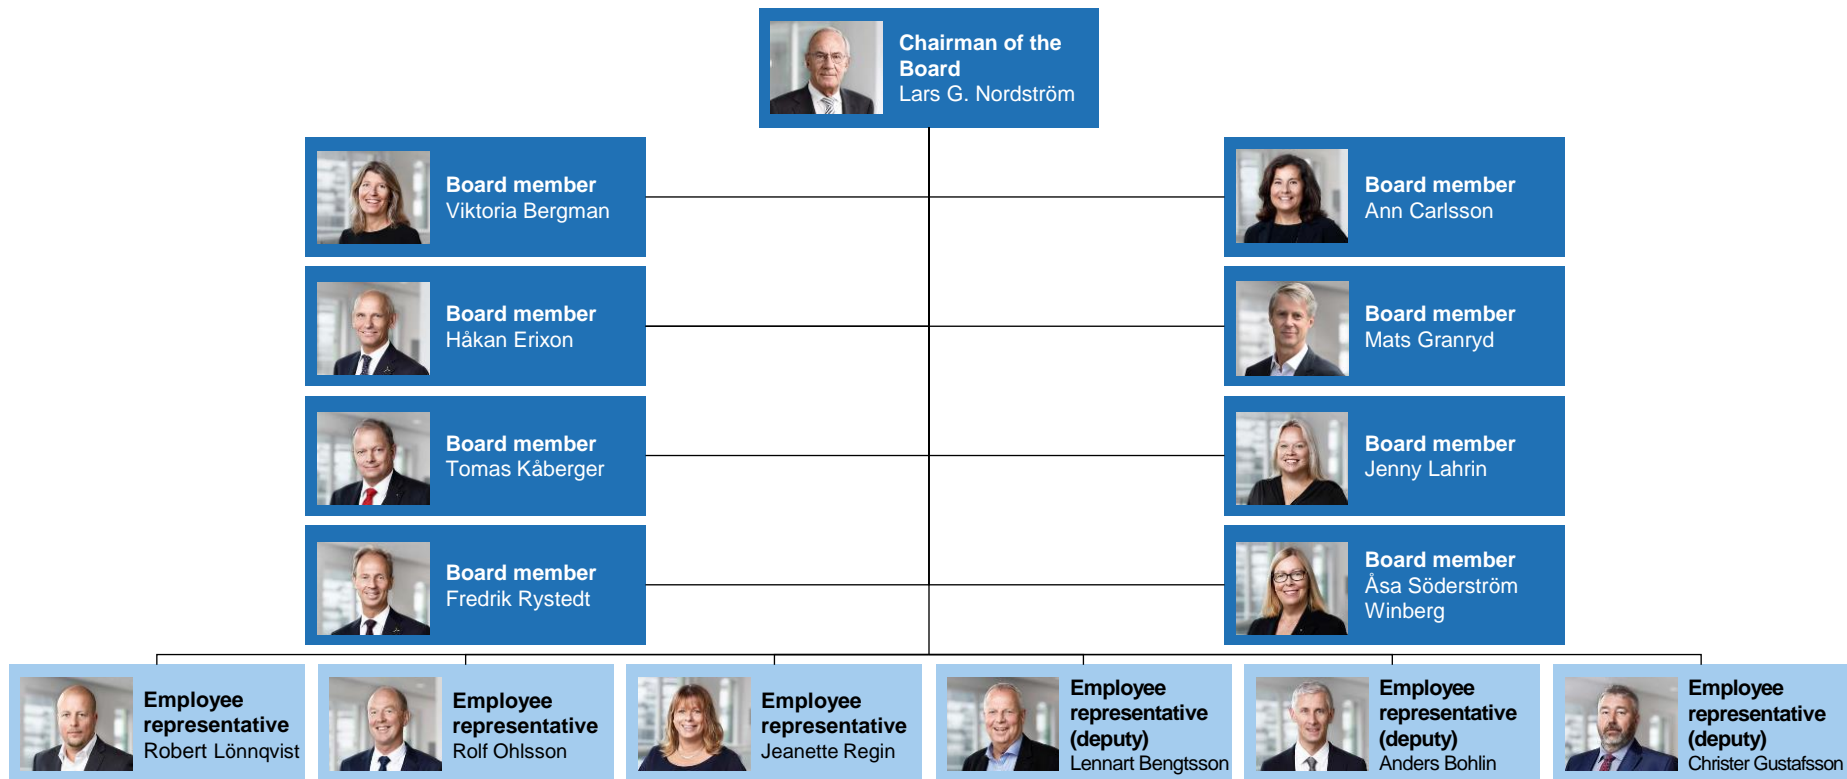 Chairman of the
Board
Lars G. Nordström
Board member
Viktoria Bergman
Board member
Ann Carlsson
Board member
Håkan Erixon
Board member
Mats Granryd
Board member
Tomas Kåberger
Board member
Jenny Lahrin
Board member
Fredrik Rystedt
Board member
Åsa Söderström
Winberg
Employee
representative
Robert Lönnqvist
Employee
representative
Rolf Ohlsson
Employee
representative
Jeanette Regin
Employee
representative
(deputy)
Lennart Bengtsson
Employee
representative
(deputy)
Anders Bohlin
Employee
representative
(deputy)
Christer Gustafsson